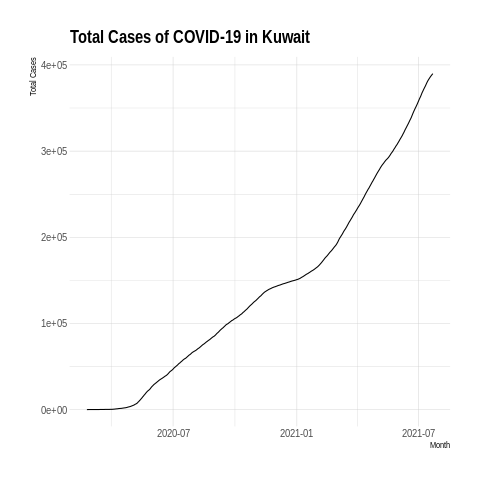 Total Cases of COVID-19 in Kuwait
Total Cases
4e+05
3e+05
2e+05
1e+05
0e+00
2020-07
2021-01
2021-07
Month